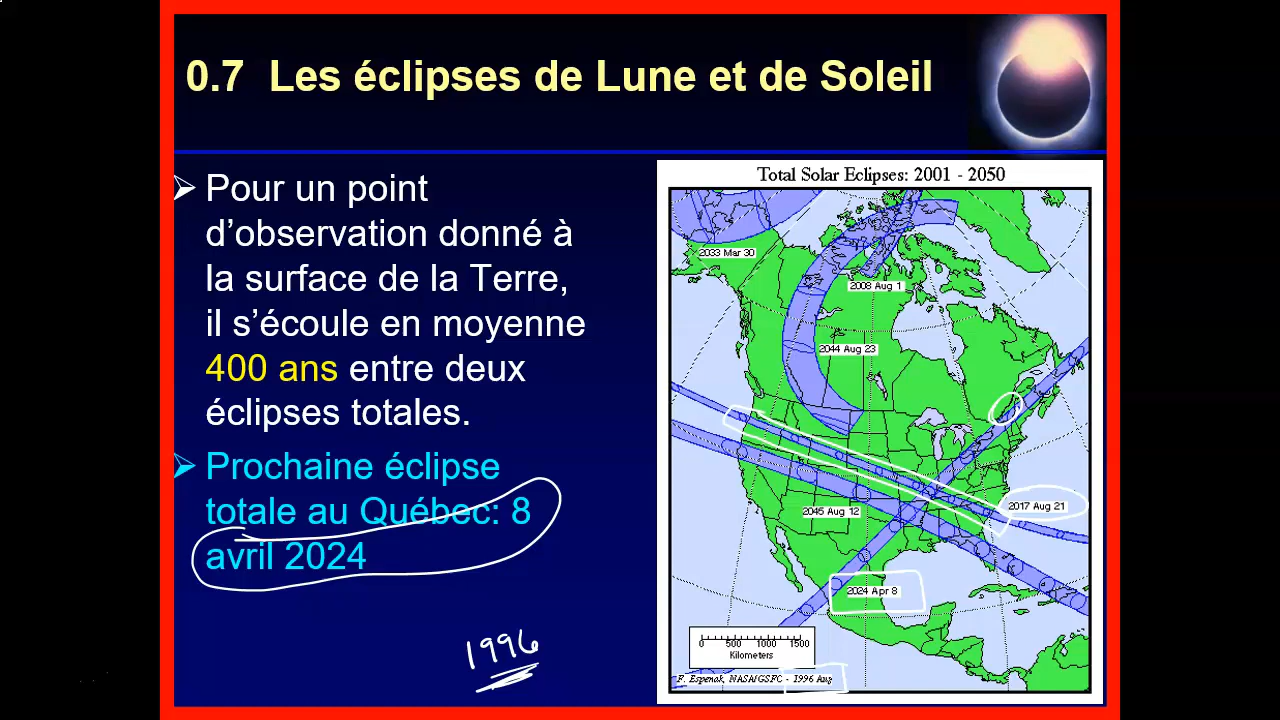 0.7 Les éclipses de Lune et de Soleil
Pour un point
d’observation donné à
la surface de la Terre,
il s’écoule en moyenne
400 ans entre deux
éclipses totales.
Prochaine éclipse
totale au Québec: 8
avril 2024
1996
Total Solar Eclipses: 2001 - 2050
2033 Mar 30
2008 Aug 1
2044 Aug 23
2017 Aug 21
2045 Aug 12
2024 Apr 8
0 500 1000 1500
Kilometers
F. Espenak, NASA/GSFC - 1996 Aug